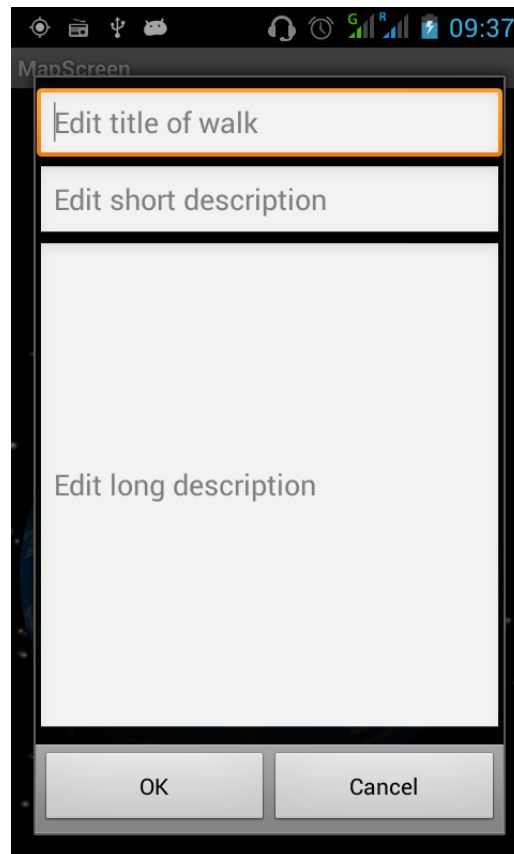 G R 09:37
MapScreen
Edit title of walk
Edit short description
Edit long description
OK Cancel